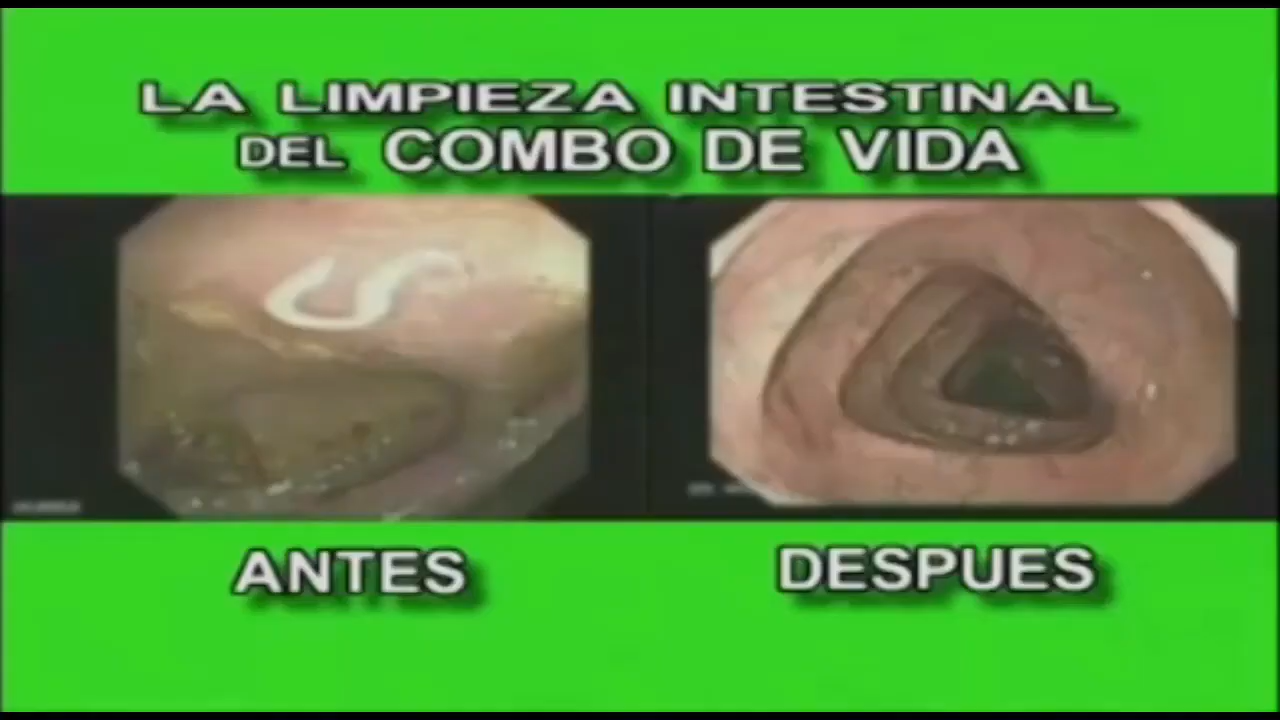 LA LIMPIEZA INTESTINAL
DEL COMBO DE VIDA
ANTES
DESPUES